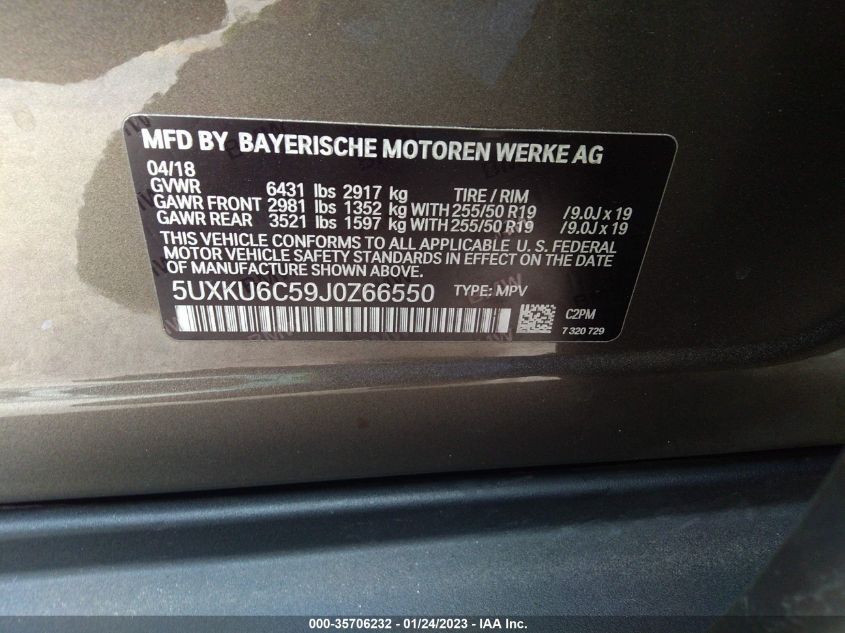 MFD BY BAYERISCHE MOTOREN WERKE AG
04/18
GVWR 6431 lbs 2917 kg TIRE / RIM
GAWR FRONT 2981 lbs 1352 kg WITH 255/50 R19 /9.0J x 19
GAWR REAR 3521 lbs 1597 kg WITH 255/50 R19 /9.0J x 19
THIS VEHICLE CONFORMS TO ALL APPLICABLE U. S. FEDERAL
MOTOR VEHICLE SAFETY STANDARDS IN EFFECT ON THE DATE
OF MANUFACTURE SHOWN ABOVE.
5UXKU6C59J0Z66550 TYPE: MPV
C2PM
7 320 729
000-35706232 - 01/24/2023 - © IAA Inc.